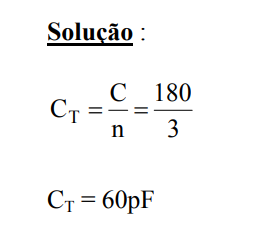 Solução :
C_T = C/n = 180/3
C_T = 60pF